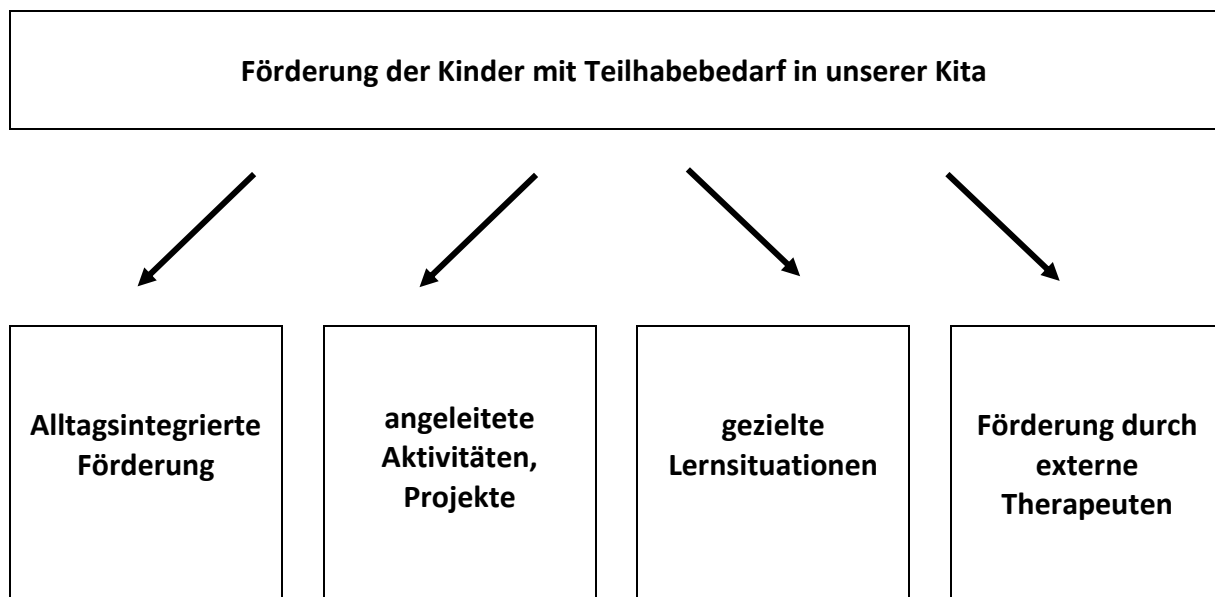 Förderung der Kinder mit Teilhabebedarf in unserer Kita
Alltagsintegrierte
Förderung
angeleitete
Aktivitäten,
Projekte
gezielte
Lernsituationen
Förderung durch
externe
Therapeuten